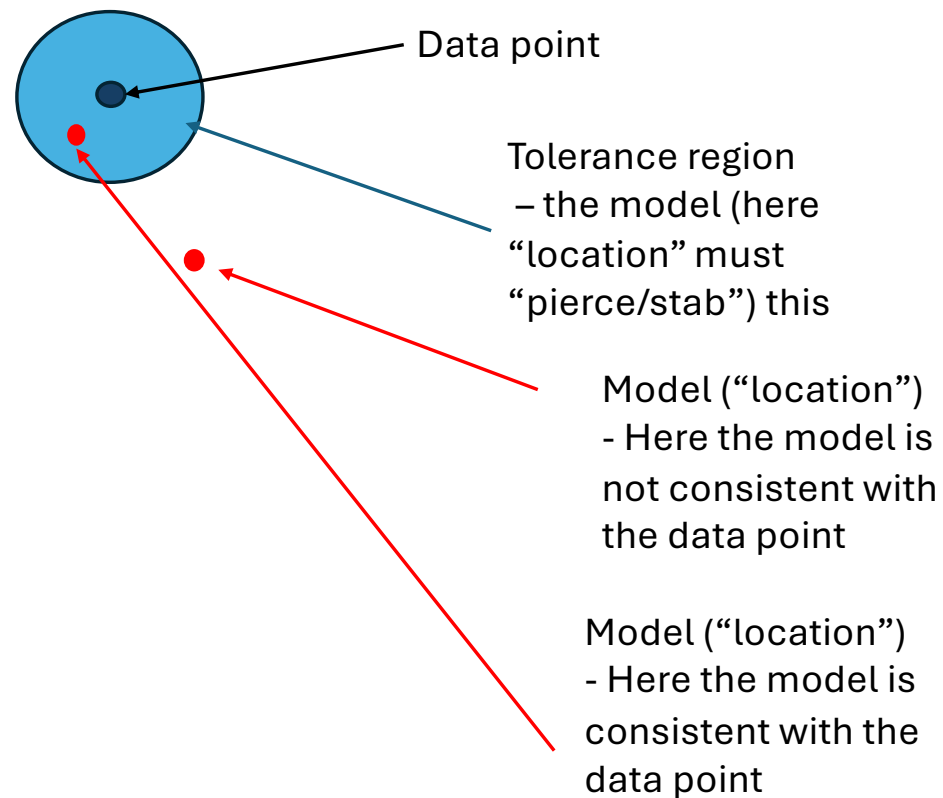 Data point
Tolerance region
– the model (here
“location” must
“pierce/stab”) this
Model (“location”)
- Here the model is
not consistent with
the data point
Model (“location”)
- Here the model is
consistent with the
data point